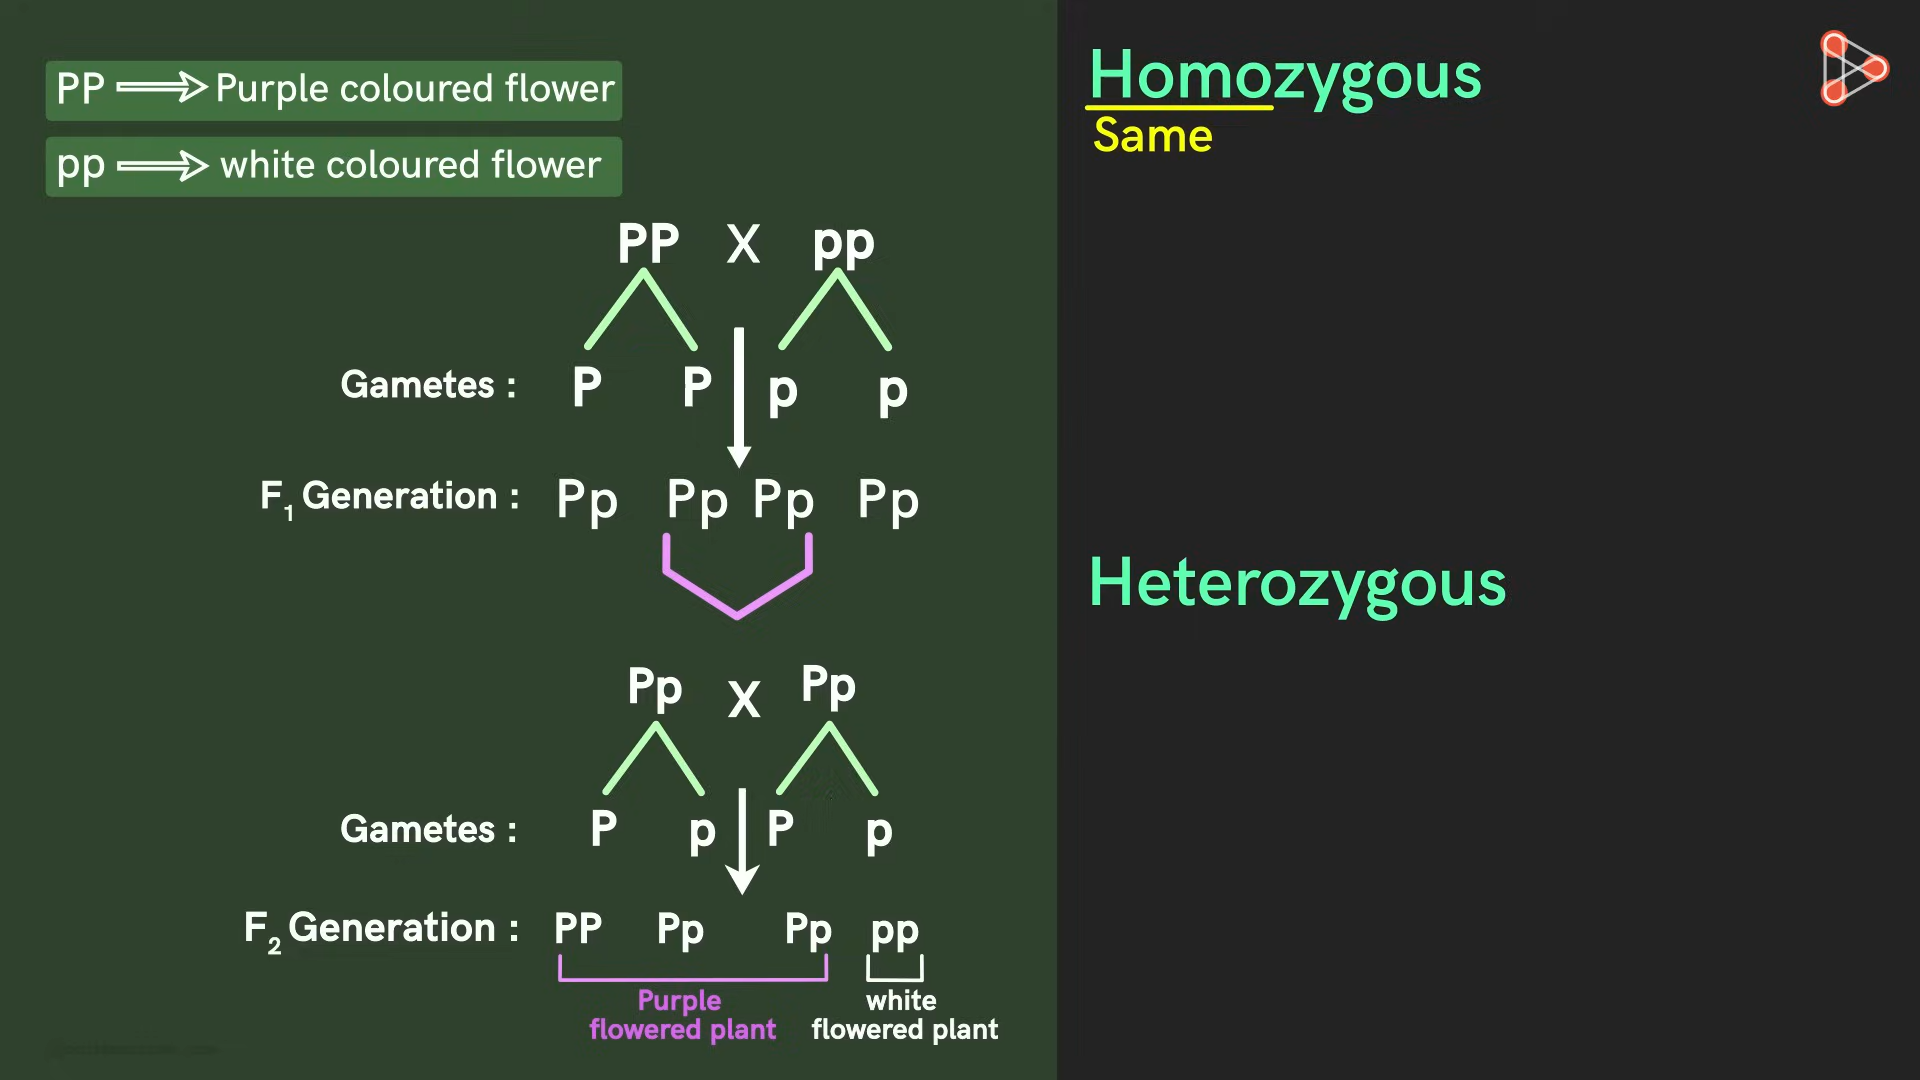 PP ⟹ Purple coloured flower
pp ⟹ white coloured flower
PP X pp
Gametes : P P p p
F₁ Generation : Pp Pp Pp Pp
Pp X Pp
Gametes : P p P p
F₂ Generation : PP Pp Pp pp
Purple
flowered plant
white
flowered plant
Homozygous
Same
Heterozygous